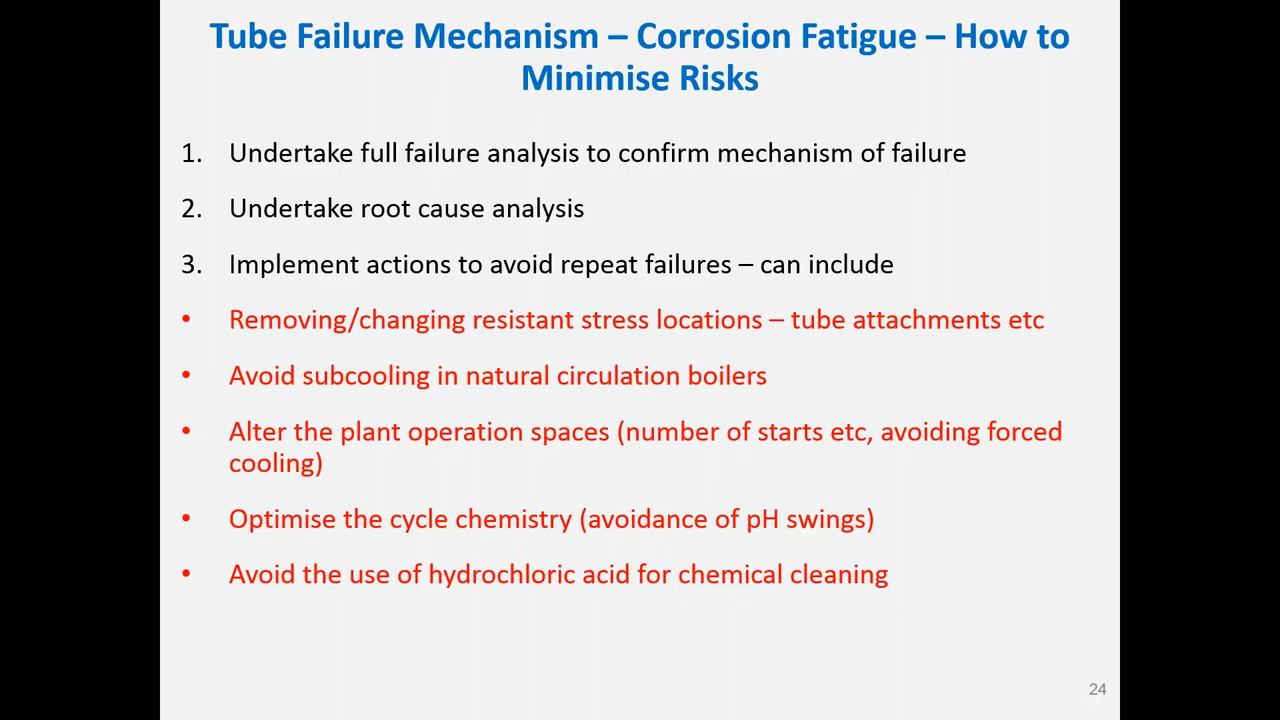 Tube Failure Mechanism – Corrosion Fatigue – How to
Minimise Risks
1. Undertake full failure analysis to confirm mechanism of failure
2. Undertake root cause analysis
3. Implement actions to avoid repeat failures – can include
• Removing/changing resistant stress locations – tube attachments etc
• Avoid subcooling in natural circulation boilers
• Alter the plant operation spaces (number of starts etc, avoiding forced
cooling)
• Optimise the cycle chemistry (avoidance of pH swings)
• Avoid the use of hydrochloric acid for chemical cleaning
24